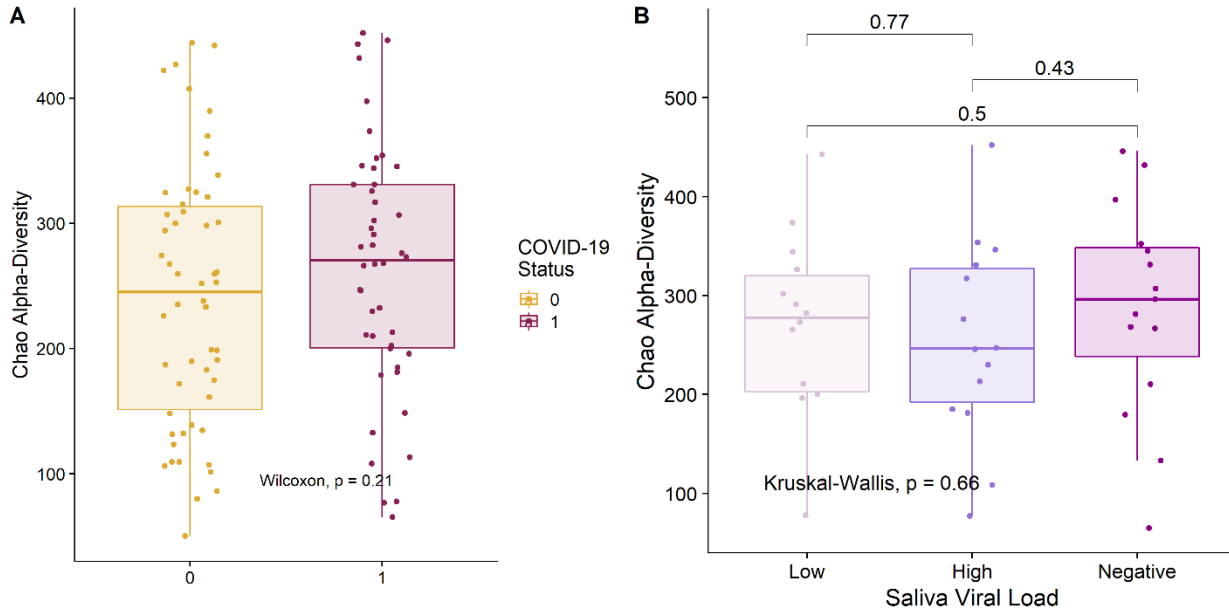 A
Chao Alpha-Diversity
400
300
200
100
Wilcoxon, p = 0.21
0
1
COVID-19
Status
0
1
B
Chao Alpha-Diversity
500
400
300
200
100
0.77
0.43
0.5
Kruskal-Wallis, p = 0.66
Low
High
Negative
Saliva Viral Load